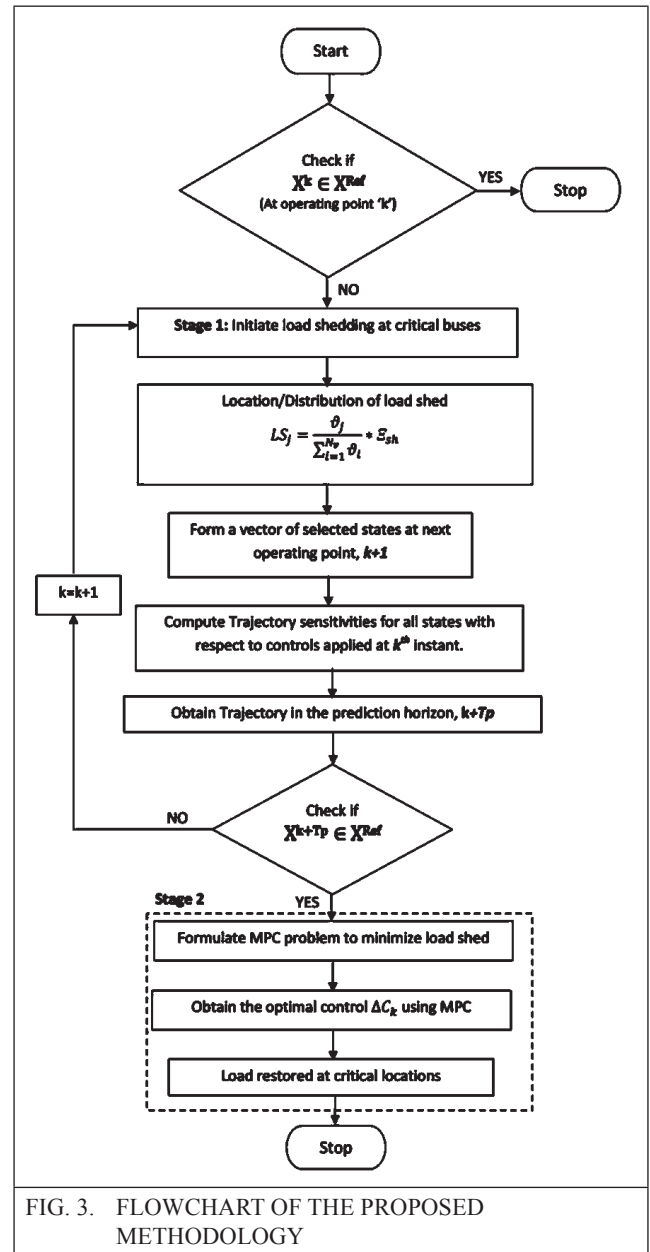 Start
Check if
X^k ∈ X^Ref
(At operating point 'k')
YES
Stop
NO
Stage 1: Initiate load shedding at critical buses
Location/Distribution of load shed
LS_j = ϑ_j / ∑_{i=1}^{N_v} ϑ_i * Ξ_sh
Form a vector of selected states at next
operating point, k+1
k=k+1
Compute Trajectory sensitivities for all states with
respect to controls applied at k^th instant.
Obtain Trajectory in the prediction horizon, k+Tp
NO
Check if
X^k+Tp ∈ X^Ref
YES
Stage 2
Formulate MPC problem to minimize load shed
Obtain the optimal control ΔC_k using MPC
Load restored at critical locations
Stop
FIG. 3. FLOWCHART OF THE PROPOSED
METHODOLOGY